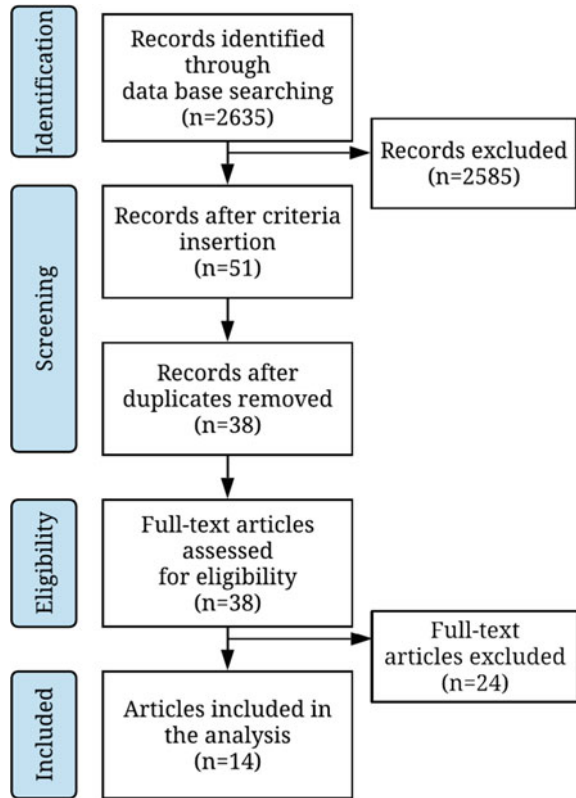 Identification
Records identified
through
data base searching
(n=2635)
Records excluded
(n=2585)
Screening
Records after criteria
insertion
(n=51)
Records after
duplicates removed
(n=38)
Eligibility
Full-text articles
assessed
for eligibility
(n=38)
Full-text
articles excluded
(n=24)
Included
Articles included in
the analysis
(n=14)